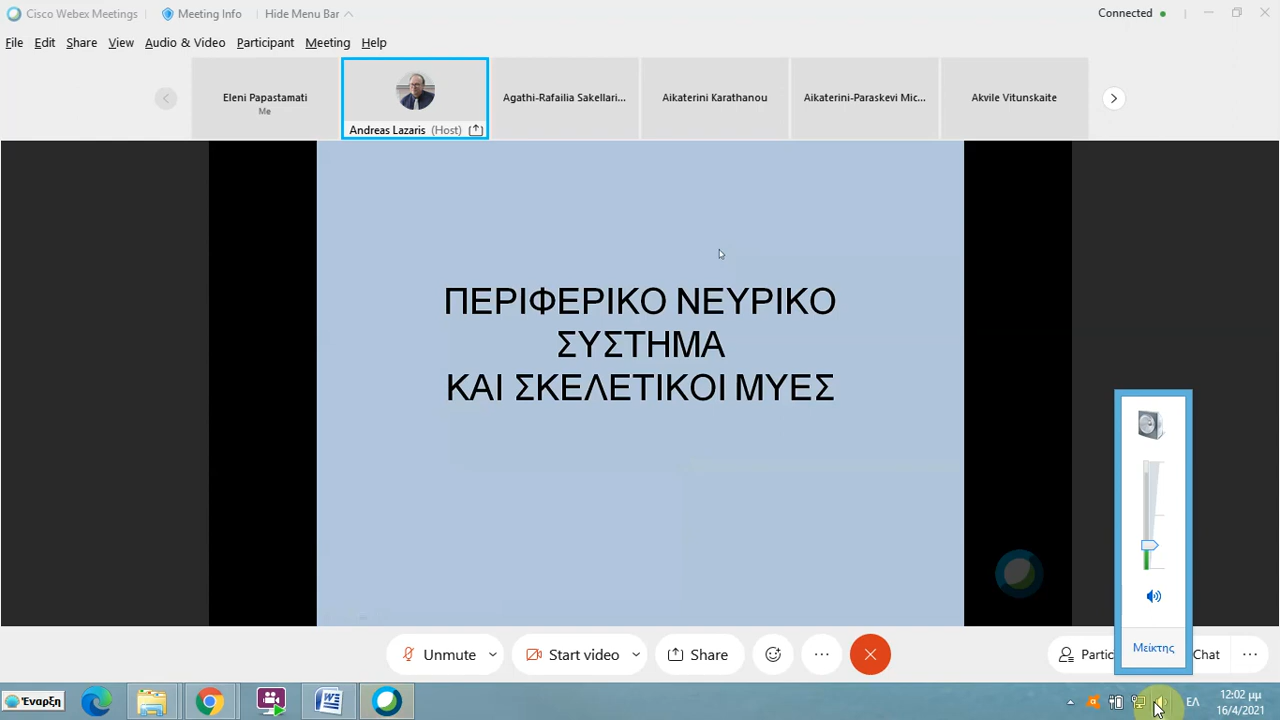 Cisco Webex Meetings
Meeting Info
Hide Menu Bar
Connected
File Edit Share View Audio & Video Participant Meeting Help
Eleni Papastamati
Me
Andreas Lazaris (Host)
Agathi-Rafailia Sakellari...
Aikaterini Karathanou
Aikaterini-Paraskevi Mic...
Akvile Vitunskaite
ΠΕΡΙΦΕΡΙΚΟ ΝΕΥΡΙΚΟ
ΣΥΣΤΗΜΑ
ΚΑΙ ΣΚΕΛΕΤΙΚΟΙ ΜΥΕΣ
Μείκτης
Unmute
Start video
Share
Partic
Chat
Έναρξη
W
ΕΛ
12:02 μμ
16/4/2021